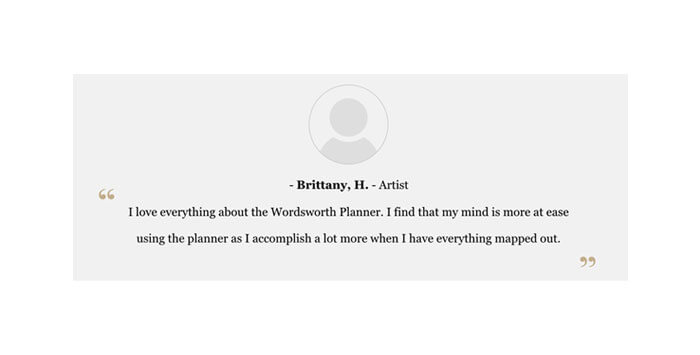 - Brittany, H. - Artist
“
I love everything about the Wordsworth Planner. I find that my mind is more at ease
using the planner as I accomplish a lot more when I have everything mapped out.
”